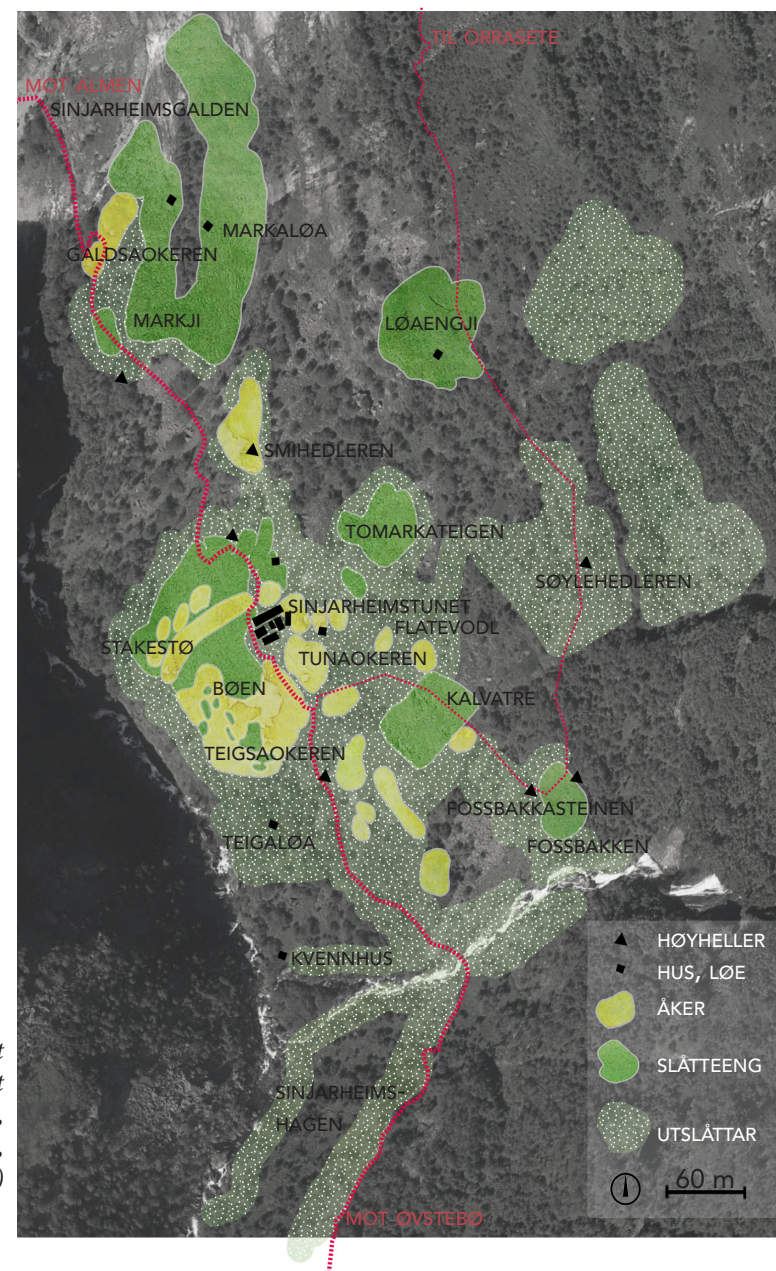 TIL ORRASETE
MOT ALMEN
SINJARHEIMSGALDEN
MARKALØA
GALDSAOKEREN
MARKJI
LØAENGJI
SMIHEDLEREN
TOMARKATEIGEN
SØYLEHEDLEREN
SINJARHEIMSTUNET
FLATEVODL
STAKESTØ
TUNAOKEREN
BØEN
KALVATRE
TEIGSAOKEREN
FOSSBAKKASTEINEN
TEIGALØA
FOSSBAKKEN
KVENNHUS
SINJARHEIMS-
HAGEN
MOT ØVSTEBØ
HØYHELLER
HUS, LØE
ÅKER
SLÅTTEENG
UTSLÅTTAR
60 m
t
t
.
.
)